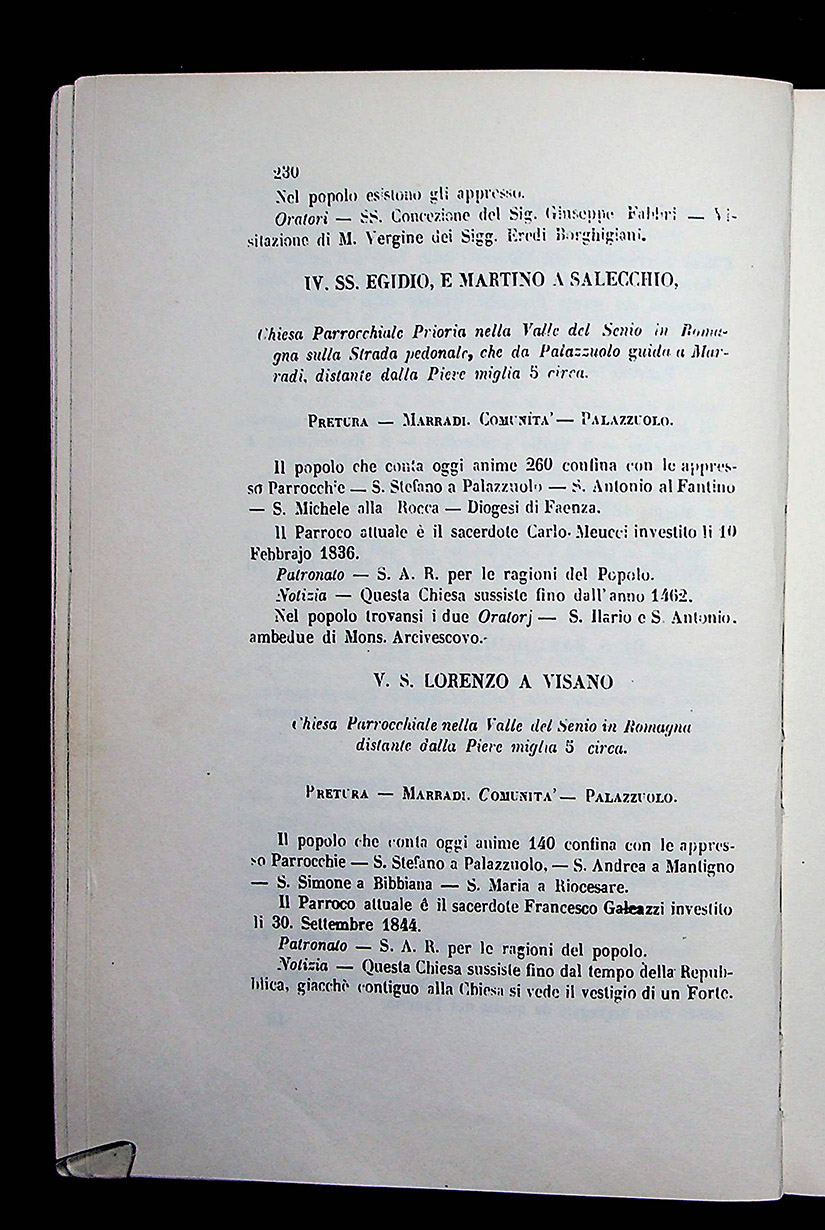 230
Nel popolo esistono gli appresso.
Oratori — SS. Concezione del Sig. Giuseppe Fabbri — Vi-
sitazione di M. Vergine dei Sigg. Eredi Borghigiani.
IV. SS. EGIDIO, E MARTINO A SALECCHIO,
Chiesa Parrocchiale Prioria nella Valle del Senio in Roma-
gna sulla Strada pedonale, che da Palazzuolo guida a Mar-
radi, distante dalla Pieve miglia 5 circa.
PRETURA — MARRADI. COMUNITA' — PALAZZUOLO.
Il popolo che conta oggi anime 260 confina con le appres-
so Parrocchie — S. Stefano a Palazzuolo — S. Antonio al Fantino
— S. Michele alla Rocca — Diogesi di Faenza.
Il Parroco attuale è il sacerdote Carlo Meucci investito li 10
Febbrajo 1836.
Patronato — S. A. R. per le ragioni del Popolo.
Notizia — Questa Chiesa sussiste fino dall'anno 1462.
Nel popolo trovansi i due Oratorj — S. Ilario e S. Antonio.
ambedue di Mons. Arcivescovo.
V. S. LORENZO A VISANO
Chiesa Parrocchiale nella Valle del Senio in Romagna
distante dalla Pieve miglia 5 circa.
PRETURA — MARRADI. COMUNITA' — PALAZZUOLO.
Il popolo che conta oggi anime 140 confina con le appres-
so Parrocchie — S. Stefano a Palazzuolo, — S. Andrea a Mantigno
— S. Simone a Bibbiana — S. Maria a Riocesare.
Il Parroco attuale è il sacerdote Francesco Galeazzi investito
li 30. Settembre 1844.
Patronato — S. A. R. per le ragioni del popolo.
Notizia — Questa Chiesa sussiste fino dal tempo della Repub-
blica, giacchè contiguo alla Chiesa si vede il vestigio di un Forte.